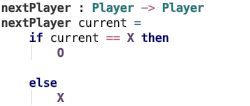 nextPlayer : Player -> Player
nextPlayer current =
if current == X then
O
else
X